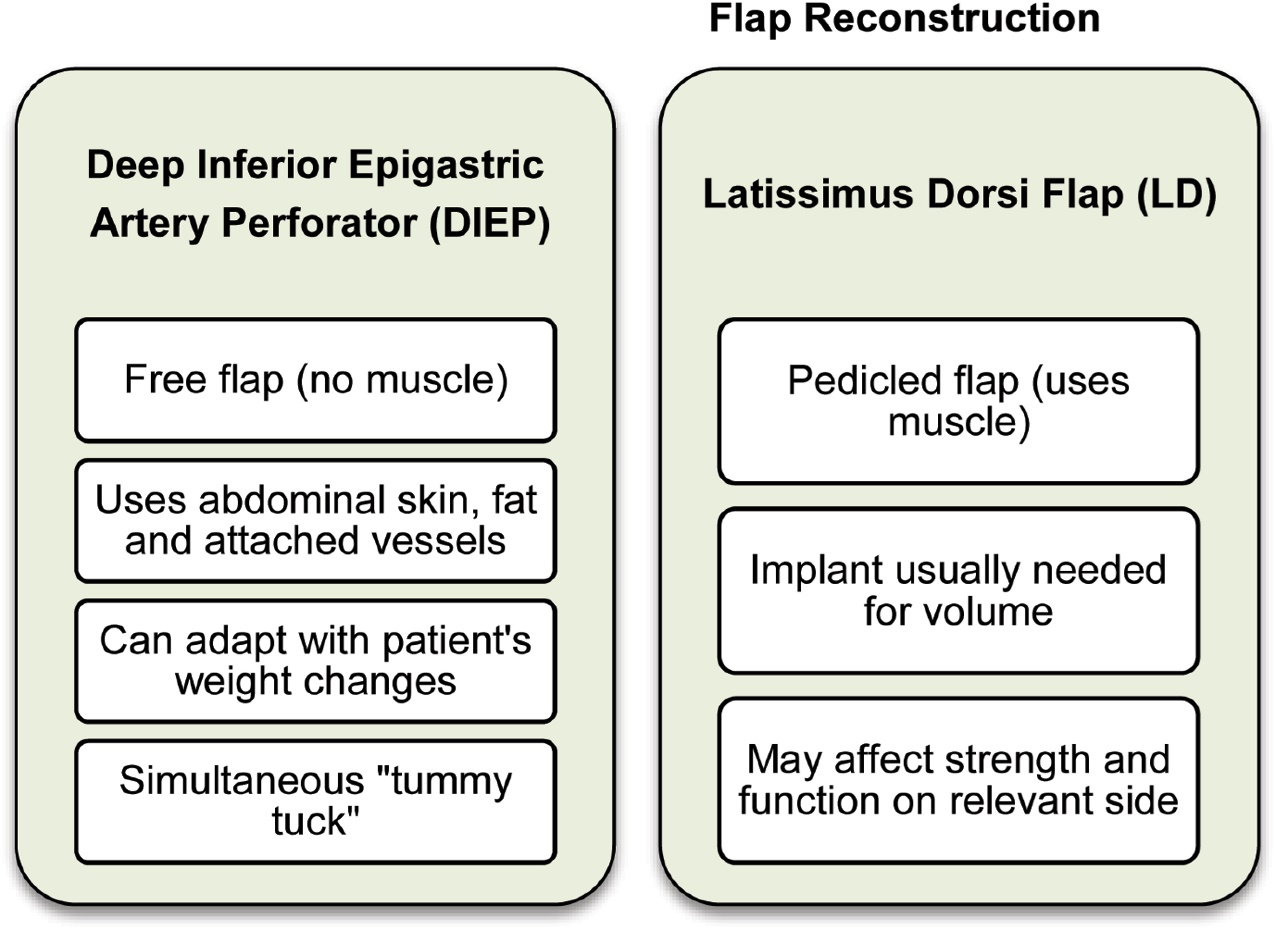 Flap Reconstruction
Deep Inferior Epigastric
Artery Perforator (DIEP)
Free flap (no muscle)
Uses abdominal skin, fat
and attached vessels
Can adapt with patient's
weight changes
Simultaneous "tummy
tuck"
Latissimus Dorsi Flap (LD)
Pedicled flap (uses
muscle)
Implant usually needed
for volume
May affect strength and
function on relevant side